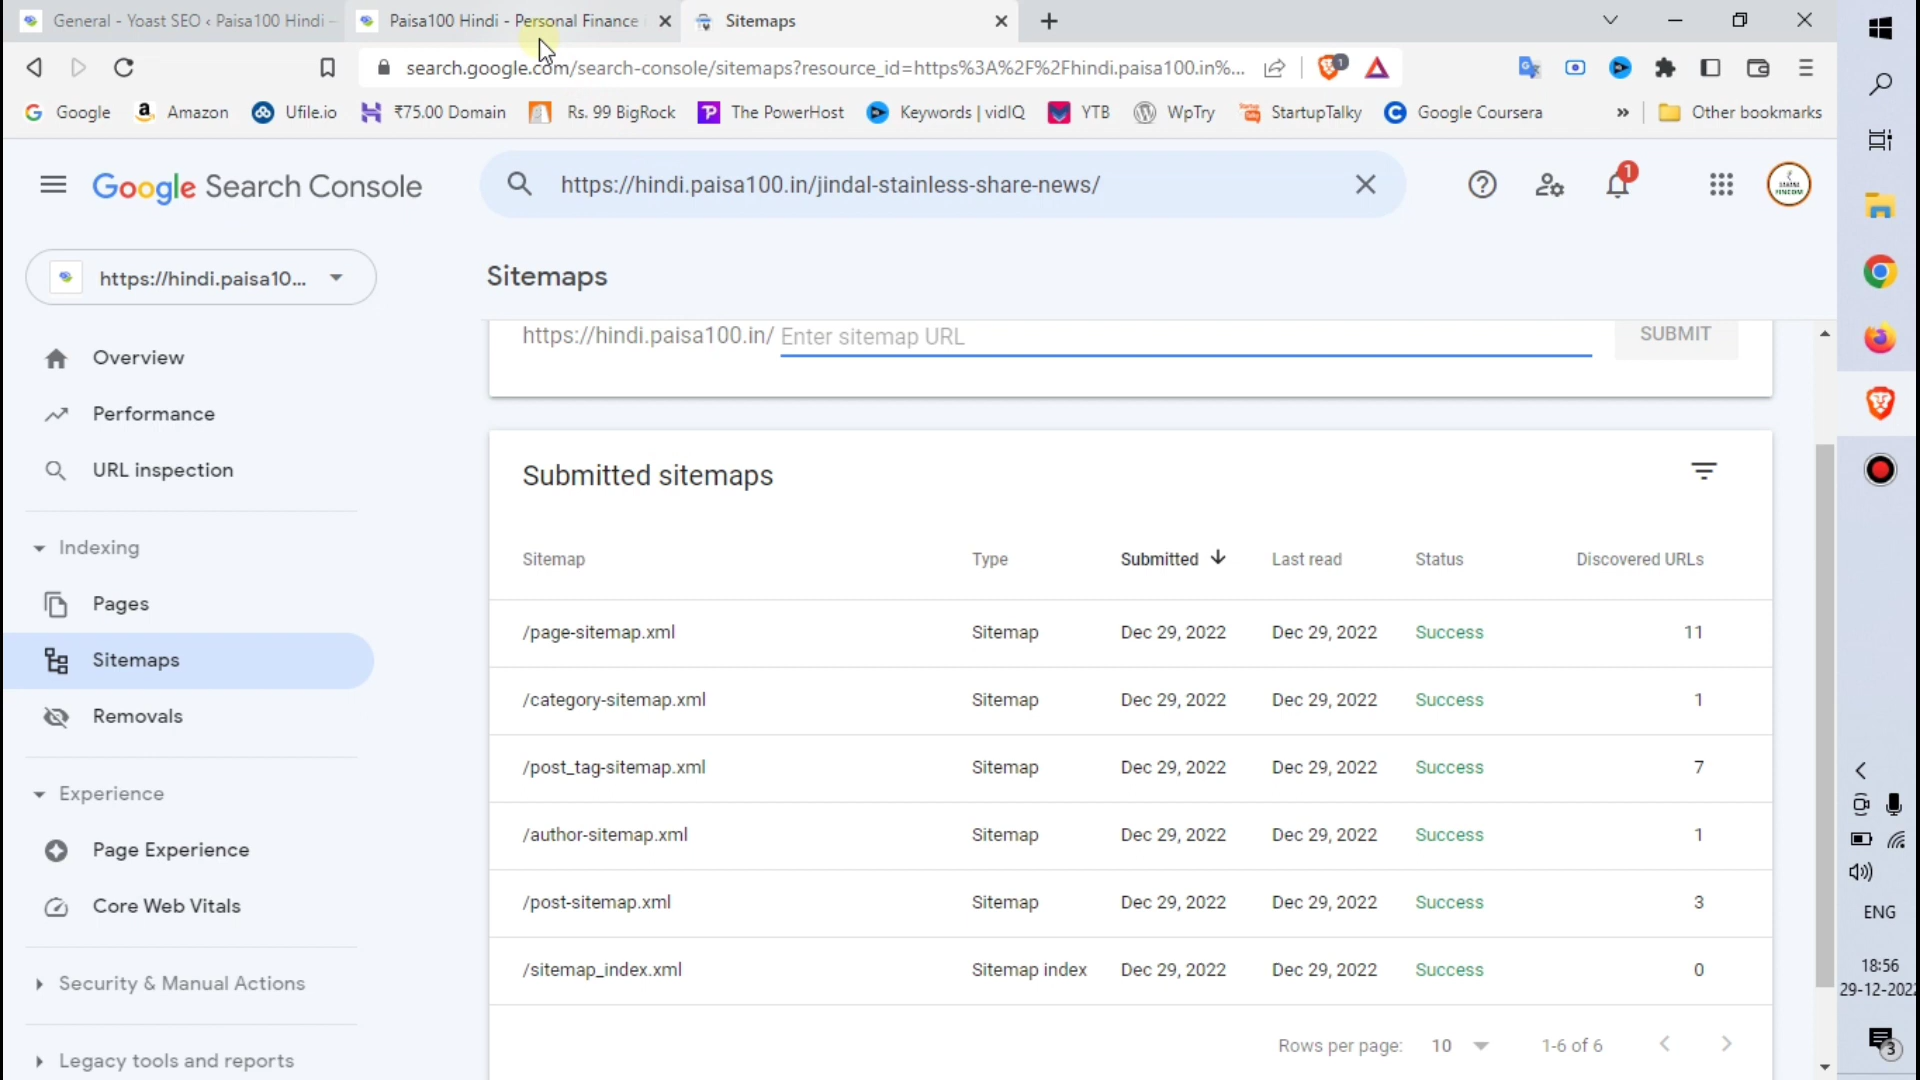 General - Yoast SEO ‹ Paisa100 Hindi -
Paisa100 Hindi - Personal Finance
Sitemaps
search.google.com/search-console/sitemaps?resource_id=https%3A%2F%2Fhindi.paisa100.in%...
1
Google
Amazon
Ufile.io
₹75.00 Domain
Rs. 99 BigRock
The PowerHost
Keywords | vidIQ
YTB
WpTry
StartupTalky
Google Coursera
»
Other bookmarks
Google Search Console
https://hindi.paisa100.in/jindal-stainless-share-news/
1
https://hindi.paisa10...
Sitemaps
https://hindi.paisa100.in/ Enter sitemap URL
SUBMIT
Overview
Performance
URL inspection
Indexing
Pages
Sitemaps
Removals
Experience
Page Experience
Core Web Vitals
Security & Manual Actions
Legacy tools and reports
Submitted sitemaps
Sitemap Type Submitted Last read Status Discovered URLs
/page-sitemap.xml Sitemap Dec 29, 2022 Dec 29, 2022 Success 11
/category-sitemap.xml Sitemap Dec 29, 2022 Dec 29, 2022 Success 1
/post_tag-sitemap.xml Sitemap Dec 29, 2022 Dec 29, 2022 Success 7
/author-sitemap.xml Sitemap Dec 29, 2022 Dec 29, 2022 Success 1
/post-sitemap.xml Sitemap Dec 29, 2022 Dec 29, 2022 Success 3
/sitemap_index.xml Sitemap index Dec 29, 2022 Dec 29, 2022 Success 0
Rows per page: 10 1-6 of 6
ENG
18:56
29-12-2022
3